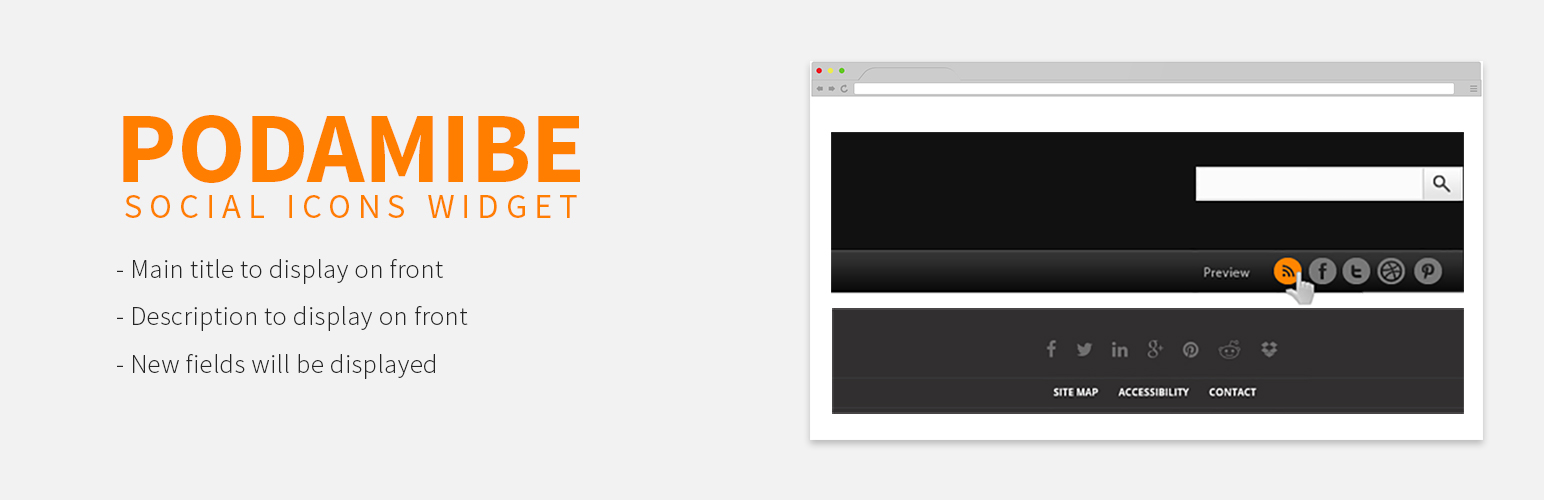 PODAMIBE
SOCIAL ICONS WIDGET
- Main title to display on front
- Description to display on front
- New fields will be displayed
Preview
SITE MAP ACCESSIBILITY CONTACT